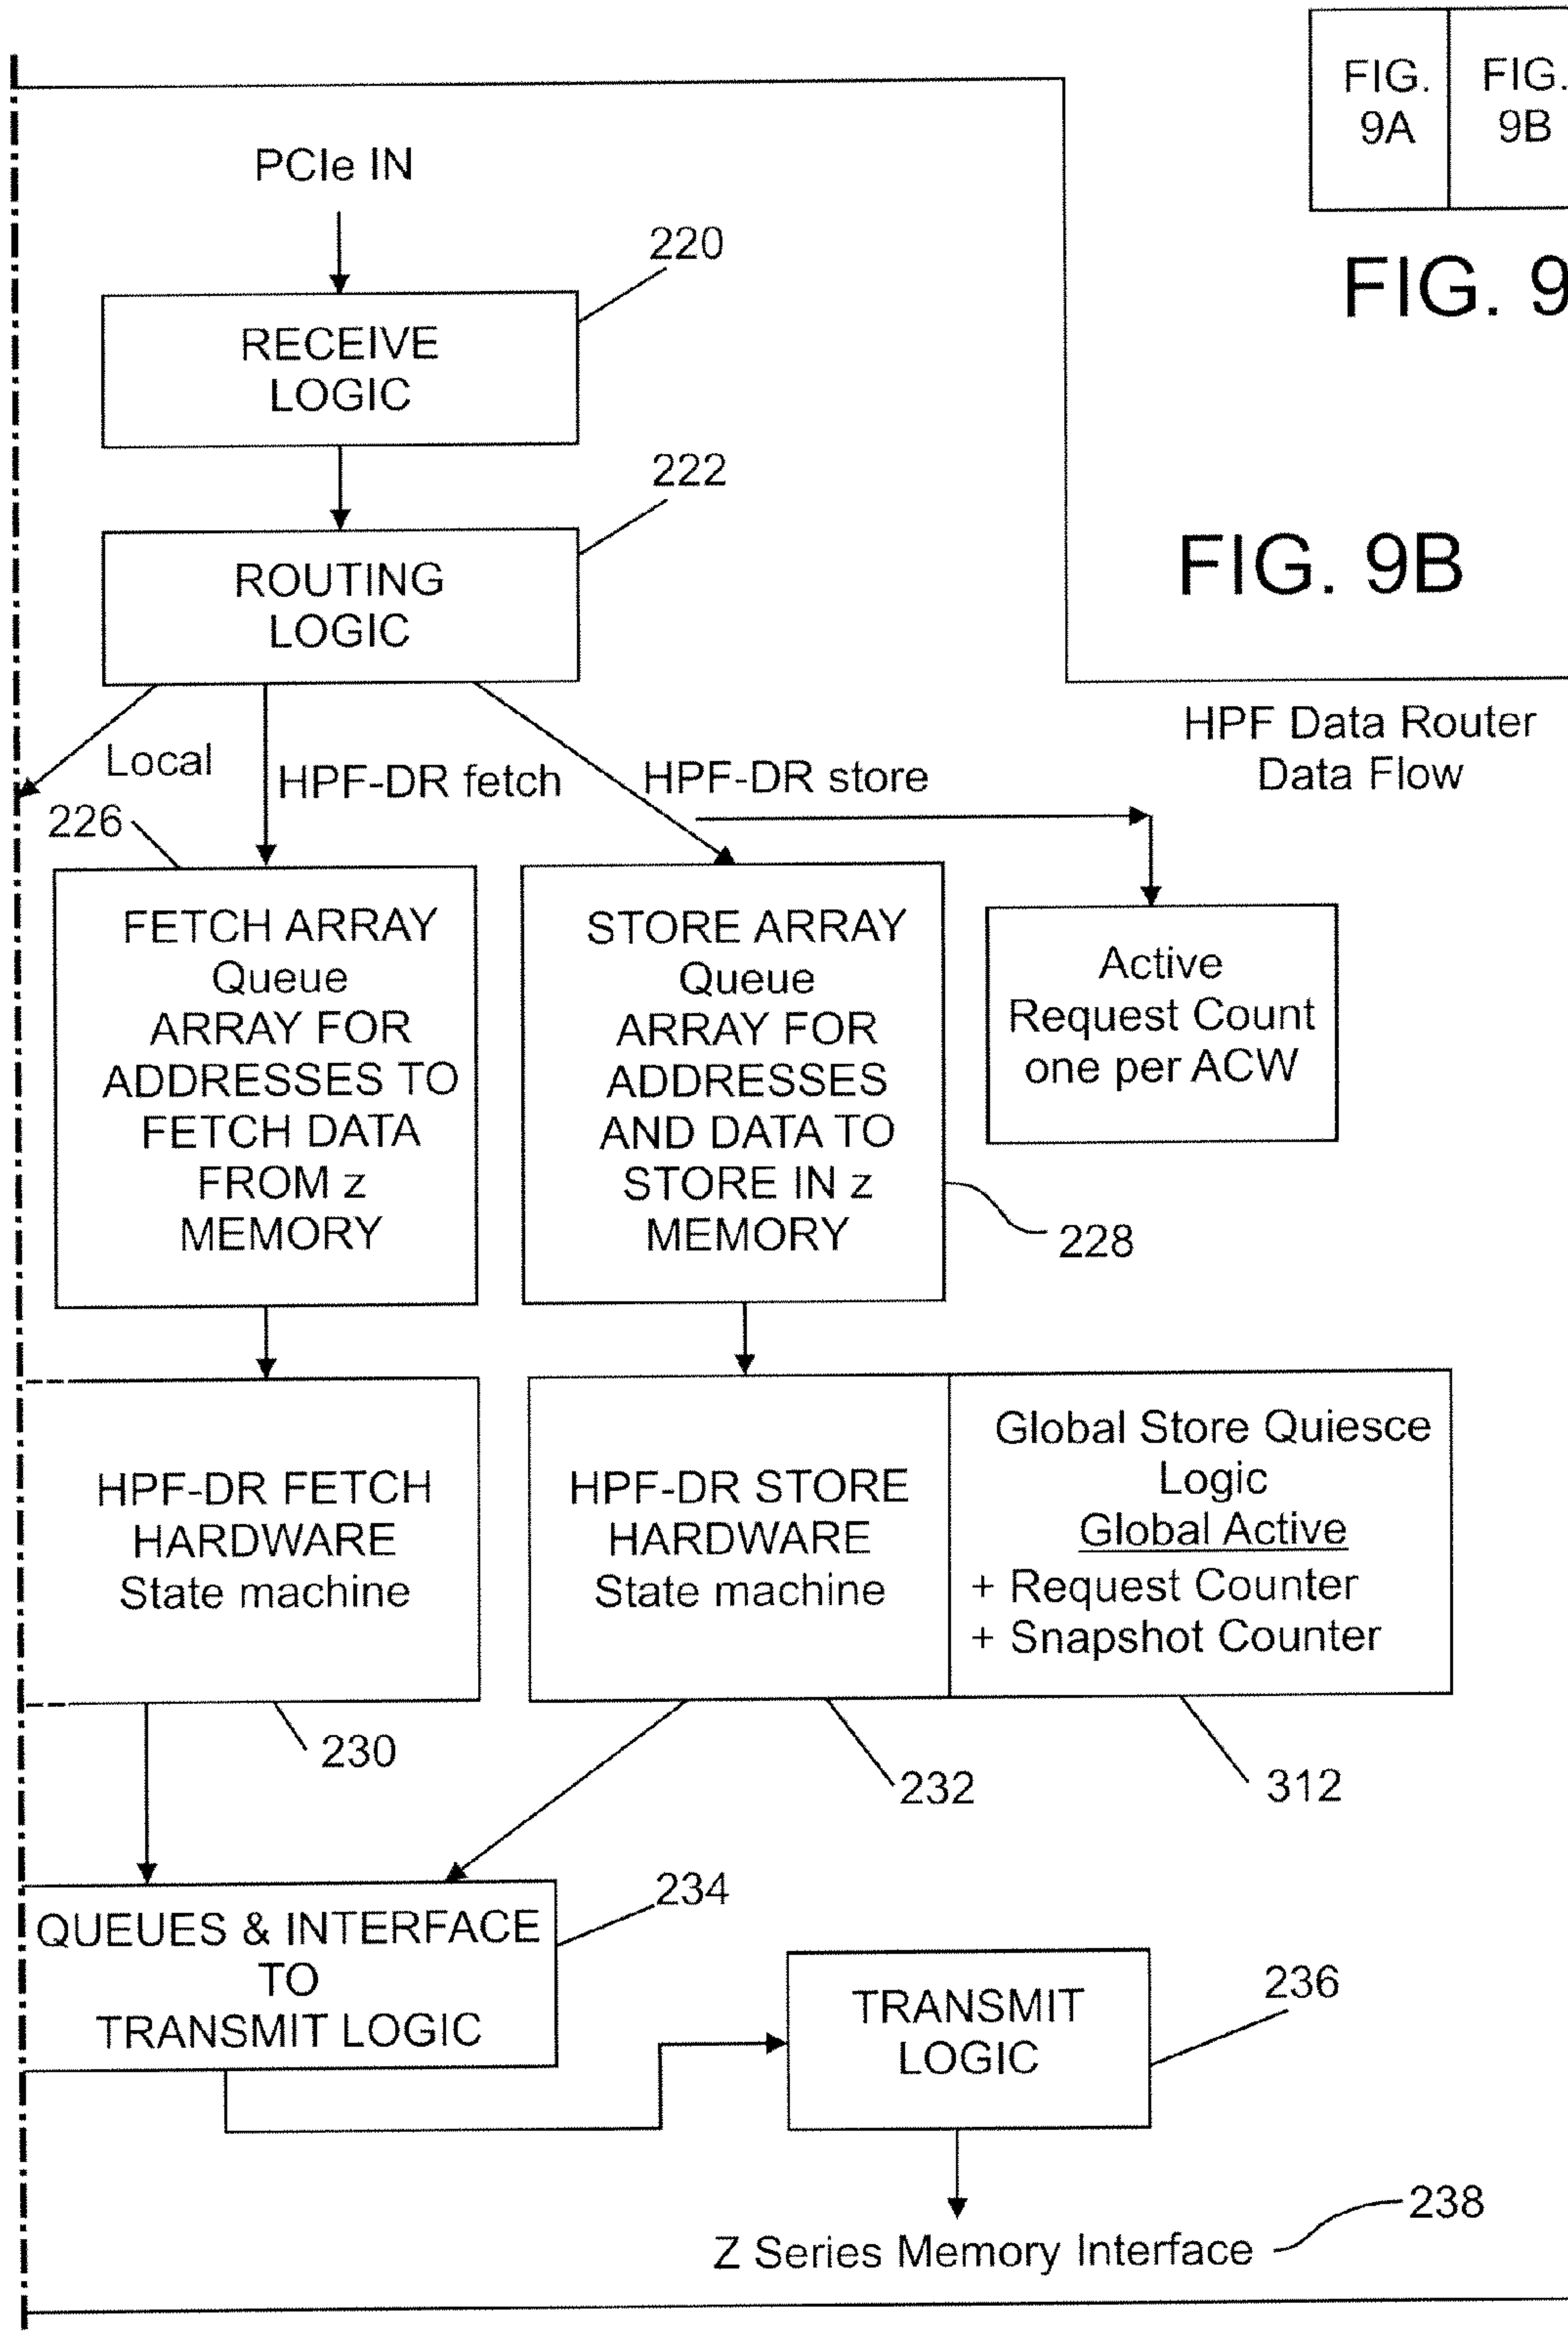 FIG.
9A
FIG.
9B
FIG. 9
PCIe IN
220
RECEIVE
LOGIC
222
ROUTING
LOGIC
FIG. 9B
HPF Data Router
Data Flow
Local
HPF-DR fetch
HPF-DR store
226
FETCH ARRAY
Queue
ARRAY FOR
ADDRESSES TO
FETCH DATA
FROM z
MEMORY
STORE ARRAY
Queue
ARRAY FOR
ADDRESSES
AND DATA TO
STORE IN z
MEMORY
228
Active
Request Count
one per ACW
HPF-DR FETCH
HARDWARE
State machine
230
HPF-DR STORE
HARDWARE
State machine
232
Global Store Quiesce
Logic
Global Active
+ Request Counter
+ Snapshot Counter
312
QUEUES & INTERFACE
TO
TRANSMIT LOGIC
234
TRANSMIT
LOGIC
236
Z Series Memory Interface
238